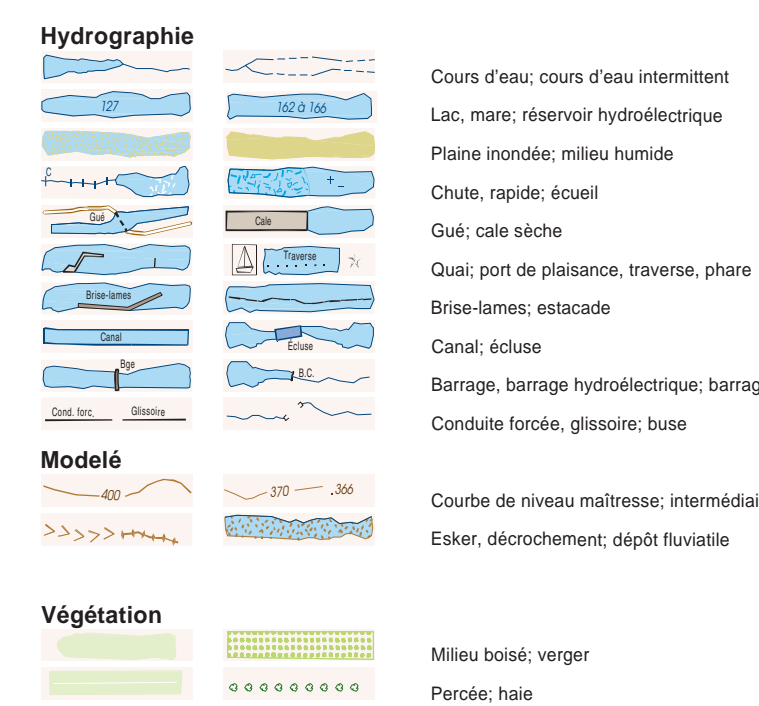 Hydrographie
Cours d'eau; cours d'eau intermittent
127 162 à 166 Lac, mare; réservoir hydroélectrique
Plaine inondée; milieu humide
C Chute, rapide; écueil
Gué Cale Gué; cale sèche
Traverse Quai; port de plaisance, traverse, phare
Brise-lames Brise-lames; estacade
Canal Écluse Canal; écluse
Bge B.C. Barrage, barrage hydroélectrique; barrag
Cond. forc. Glissoire Conduite forcée, glissoire; buse
Modelé
400 370 .366 Courbe de niveau maîtresse; intermédiai
Esker, décrochement; dépôt fluviatile
Végétation
Milieu boisé; verger
Percée; haie